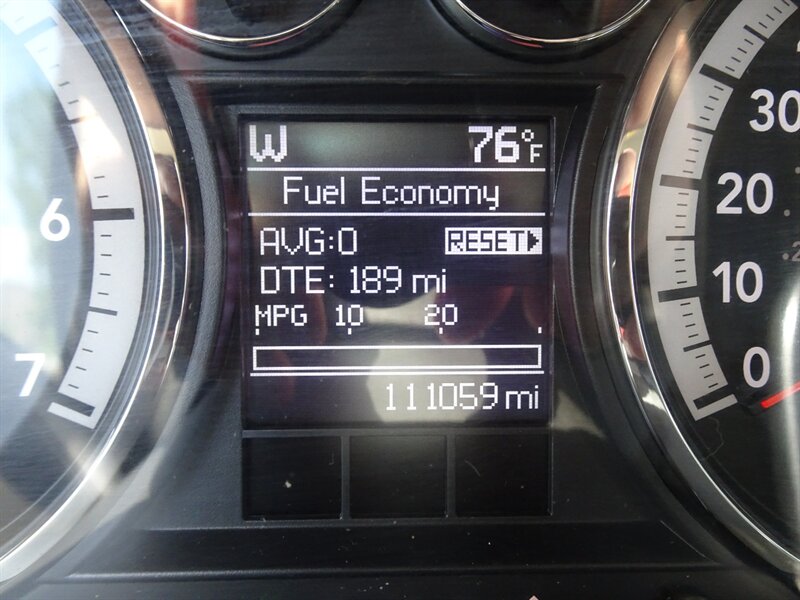 W 76°F
Fuel Economy
AVG:0 RESET▶
DTE: 189 mi
MPG 10 20
111059 mi
6
7
30
20
10
0